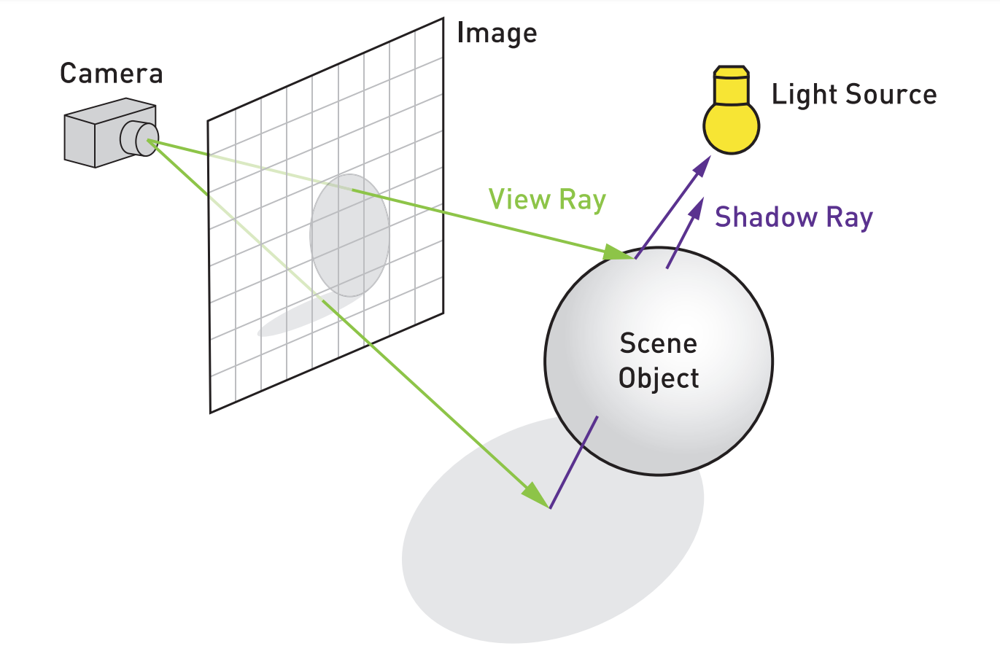 Image
Camera
Light Source
View Ray
Shadow Ray
Scene
Object